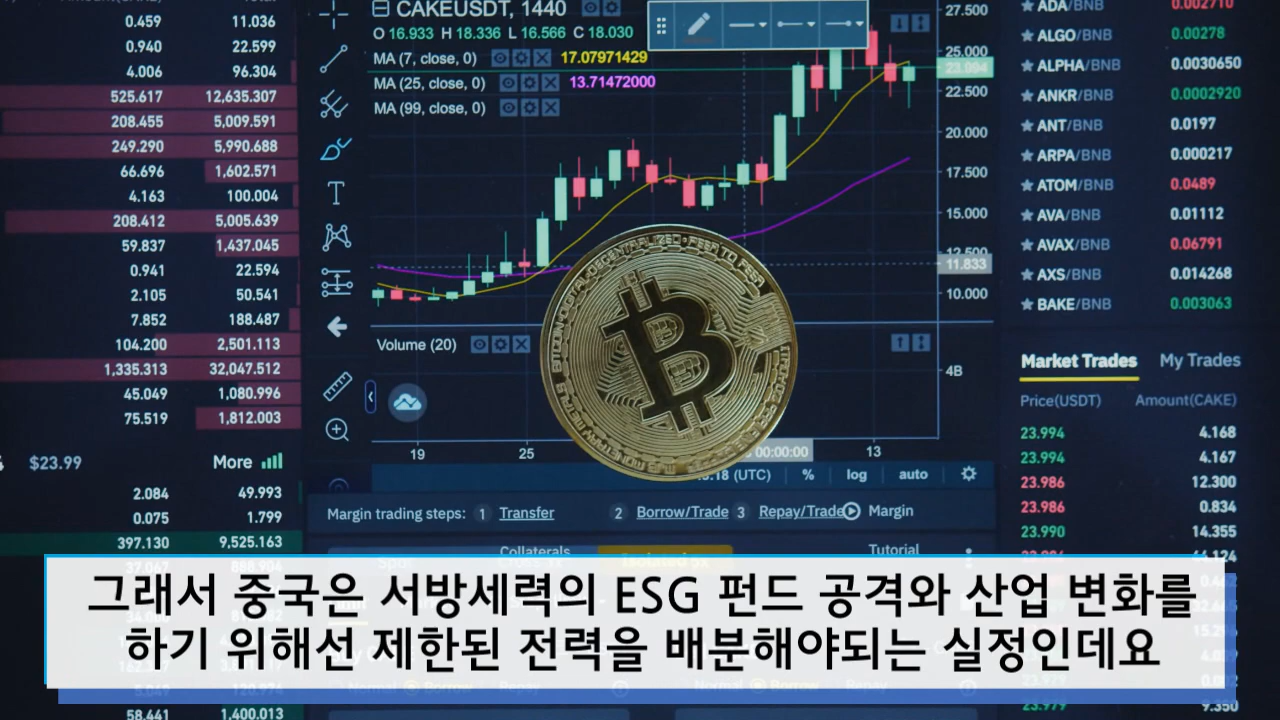 0.459 11.036
0.940 22.599
4.006 96.304
525.617 12,635.307
208.455 5,009.591
249.290 5,990.688
66.696 1,602.571
4.163 100.004
208.412 5,005.639
59.837 1,437.045
0.941 22.594
2.105 50.541
7.852 188.487
104.200 2,501.113
1,335.313 32,047.512
45.049 1,080.996
75.519 1,812.003
$23.99 More
2.084 49.993
0.075 1.799
397.130 9,525.163
58.441 1,400.013
CAKEUSDT, 1440
O 16.933 H 18.336 L 16.566 C 18.030
MA (7, close, 0) 17.07971429
MA (25, close, 0) 13.71472000
MA (99, close, 0)
27.500
25.000
23.994
22.500
20.000
17.500
15.000
12.500
11.833
10.000
Volume (20)
4B
19 25 00:00:00 13
(UTC) % log auto
Margin trading steps: 1 Transfer 2 Borrow/Trade 3 Repay/Trade Margin
Collaterals Tutorial
ADA/BNB 0.002710
ALGO/BNB 0.00278
ALPHA/BNB 0.0030650
ANKR/BNB 0.0002920
ANT/BNB 0.0197
ARPA/BNB 0.000217
ATOM/BNB 0.0489
AVA/BNB 0.01112
AVAX/BNB 0.06791
AXS/BNB 0.014268
BAKE/BNB 0.003063
Market Trades My Trades
Price(USDT) Amount(CAKE)
23.994 4.168
23.994 4.167
23.986 12.300
23.986 0.834
23.990 14.355
그래서 중국은 서방세력의 ESG 펀드 공격와 산업 변화를
하기 위해선 제한된 전력을 배분해야되는 실정인데요